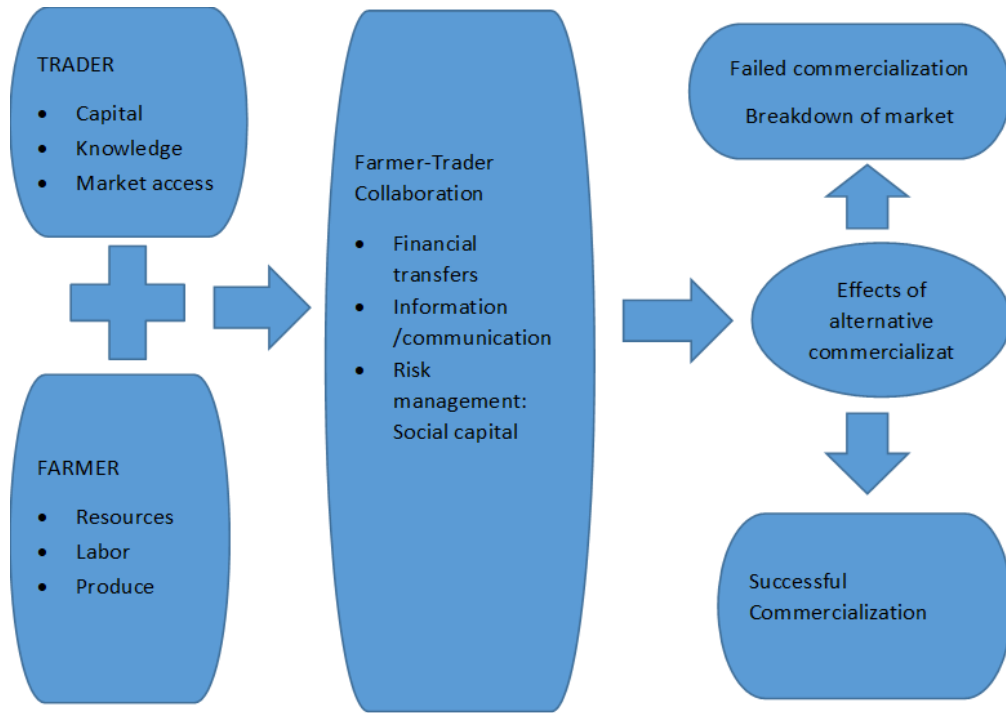 TRADER
• Capital
• Knowledge
• Market access
FARMER
• Resources
• Labor
• Produce
Farmer-Trader
Collaboration
• Financial
transfers
• Information
/communication
• Risk
management:
Social capital
Failed commercialization
Breakdown of market
Effects of
alternative
commercializat
Successful
Commercialization